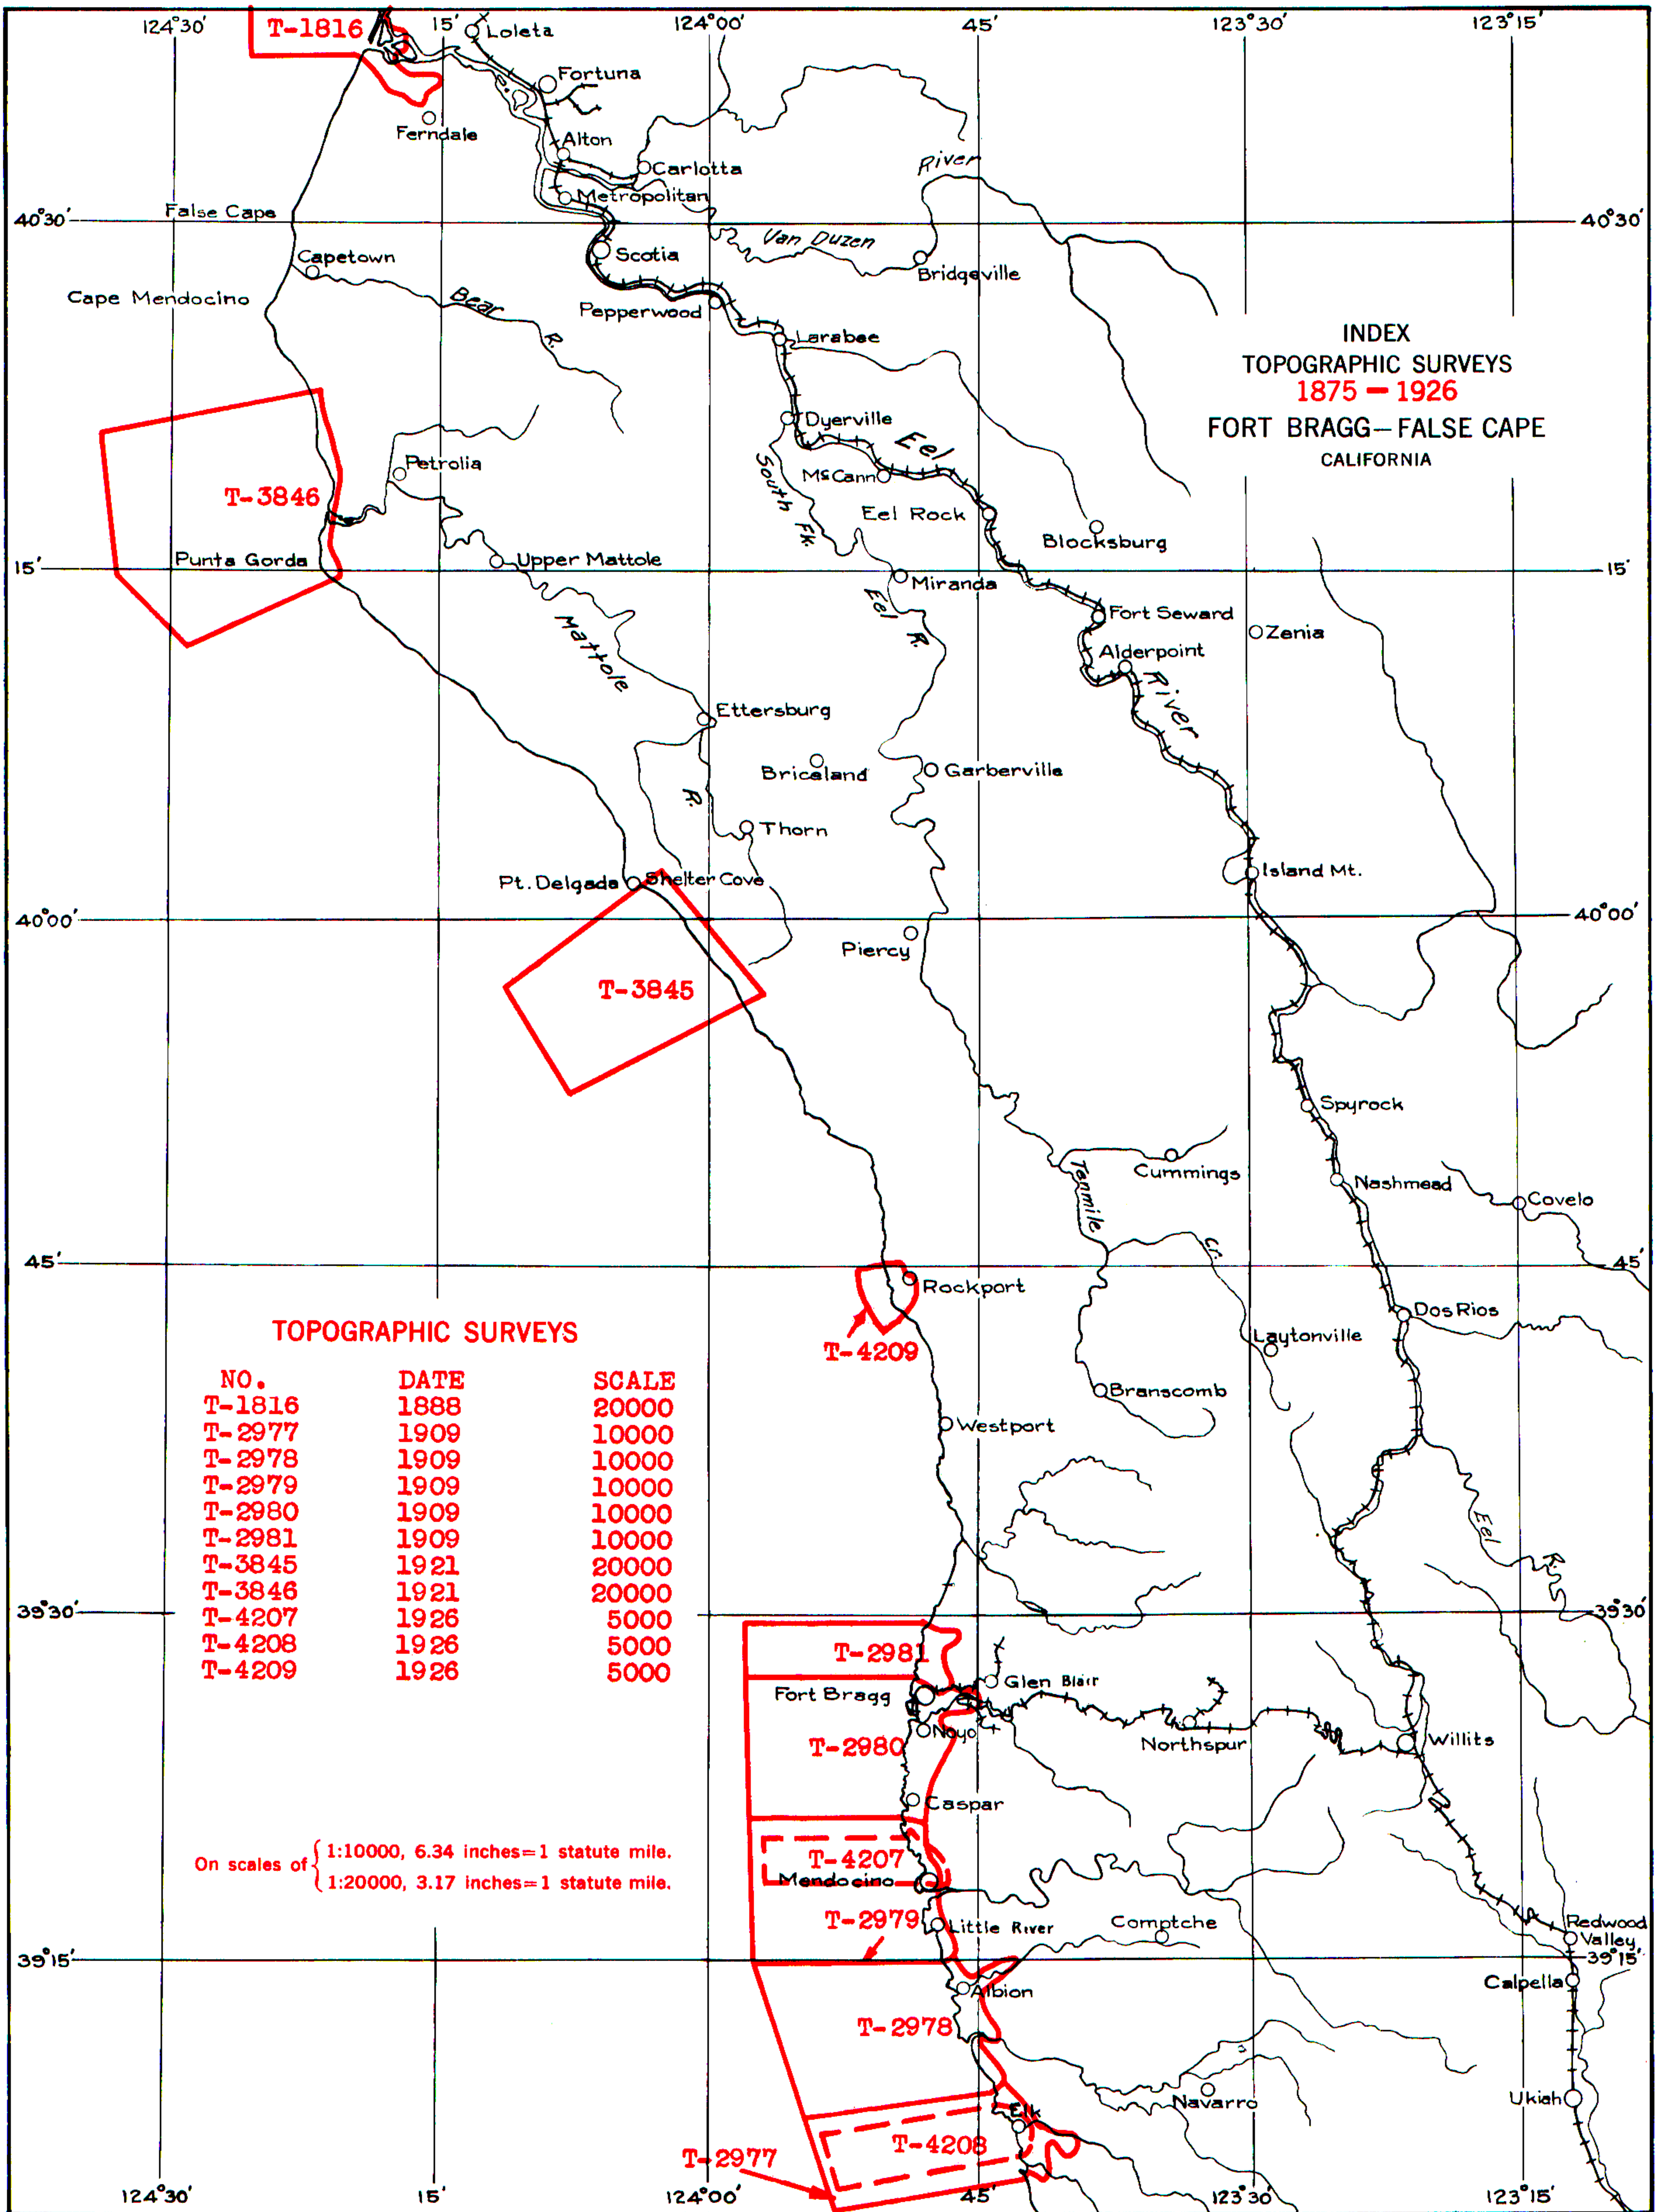 124°30′
15′
124°00′
45′
123°30′
123°15′
T-1816
Loleta
Fortuna
Ferndale
Alton
Carlotta
River
Metropolitan
False Cape
40°30′
40°30′
Van Duzen
Scotia
Capetown
Bridgeville
Cape Mendocino
Bear
R.
Pepperwood
Larabee
INDEX
TOPOGRAPHIC SURVEYS
1875 — 1926
FORT BRAGG—FALSE CAPE
CALIFORNIA
Dyerville
Eel
Petrolia
South Fk.
McCann
T-3846
Eel Rock
Blocksburg
15′
Punta Gorda
Upper Mattole
Miranda
15′
Eel
R.
Fort Seward
Zenia
Mattole
Alderpoint
River
Ettersburg
Briceland
Garberville
R.
Thorn
Pt. Delgada
Shelter Cove
Island Mt.
40°00′
40°00′
Piercy
T-3845
Spyrock
Tenmile
Cummings
Nashmead
Covelo
Cr.
45′
45′
Rockport
Dos Rios
T-4209
Laytonville
Branscomb
Westport
TOPOGRAPHIC SURVEYS
NO. DATE SCALE
T-1816 1888 20000
T-2977 1909 10000
T-2978 1909 10000
T-2979 1909 10000
T-2980 1909 10000
T-2981 1909 10000
T-3845 1921 20000
T-3846 1921 20000
T-4207 1926 5000
T-4208 1926 5000
T-4209 1926 5000
Eel
R.
39°30′
39°30′
T-2981
Glen Blair
Fort Bragg
Noyo
T-2980
Northspur
Willits
Caspar
On scales of { 1:10000, 6.34 inches=1 statute mile.
1:20000, 3.17 inches=1 statute mile.
T-4207
Mendocino
T-2979
Little River
Comptche
Redwood
Valley
39°15′
39°15′
Calpella
Albion
T-2978
Navarro
Ukiah
Elk
T-4208
T-2977
124°30′
15′
124°00′
45′
123°30′
123°15′